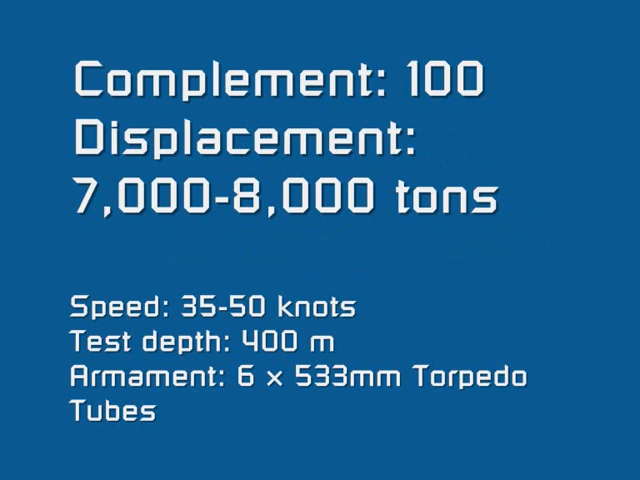 Complement: 100
Displacement:
7,000-8,000 tons
Speed: 35-50 knots
Test depth: 400 m
Armament: 6 x 533mm Torpedo
Tubes